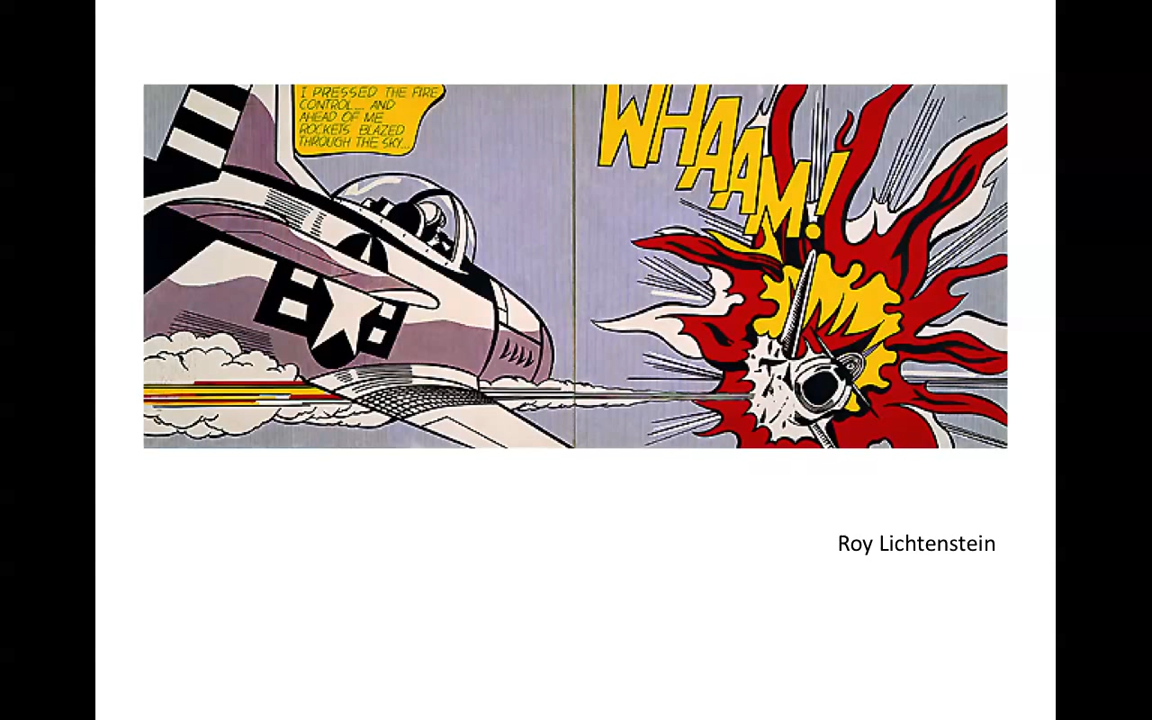 I PRESSED THE FIRE
CONTROL... AND
AHEAD OF ME
ROCKETS BLAZED
THROUGH THE SKY...
WHAAM!
Roy Lichtenstein